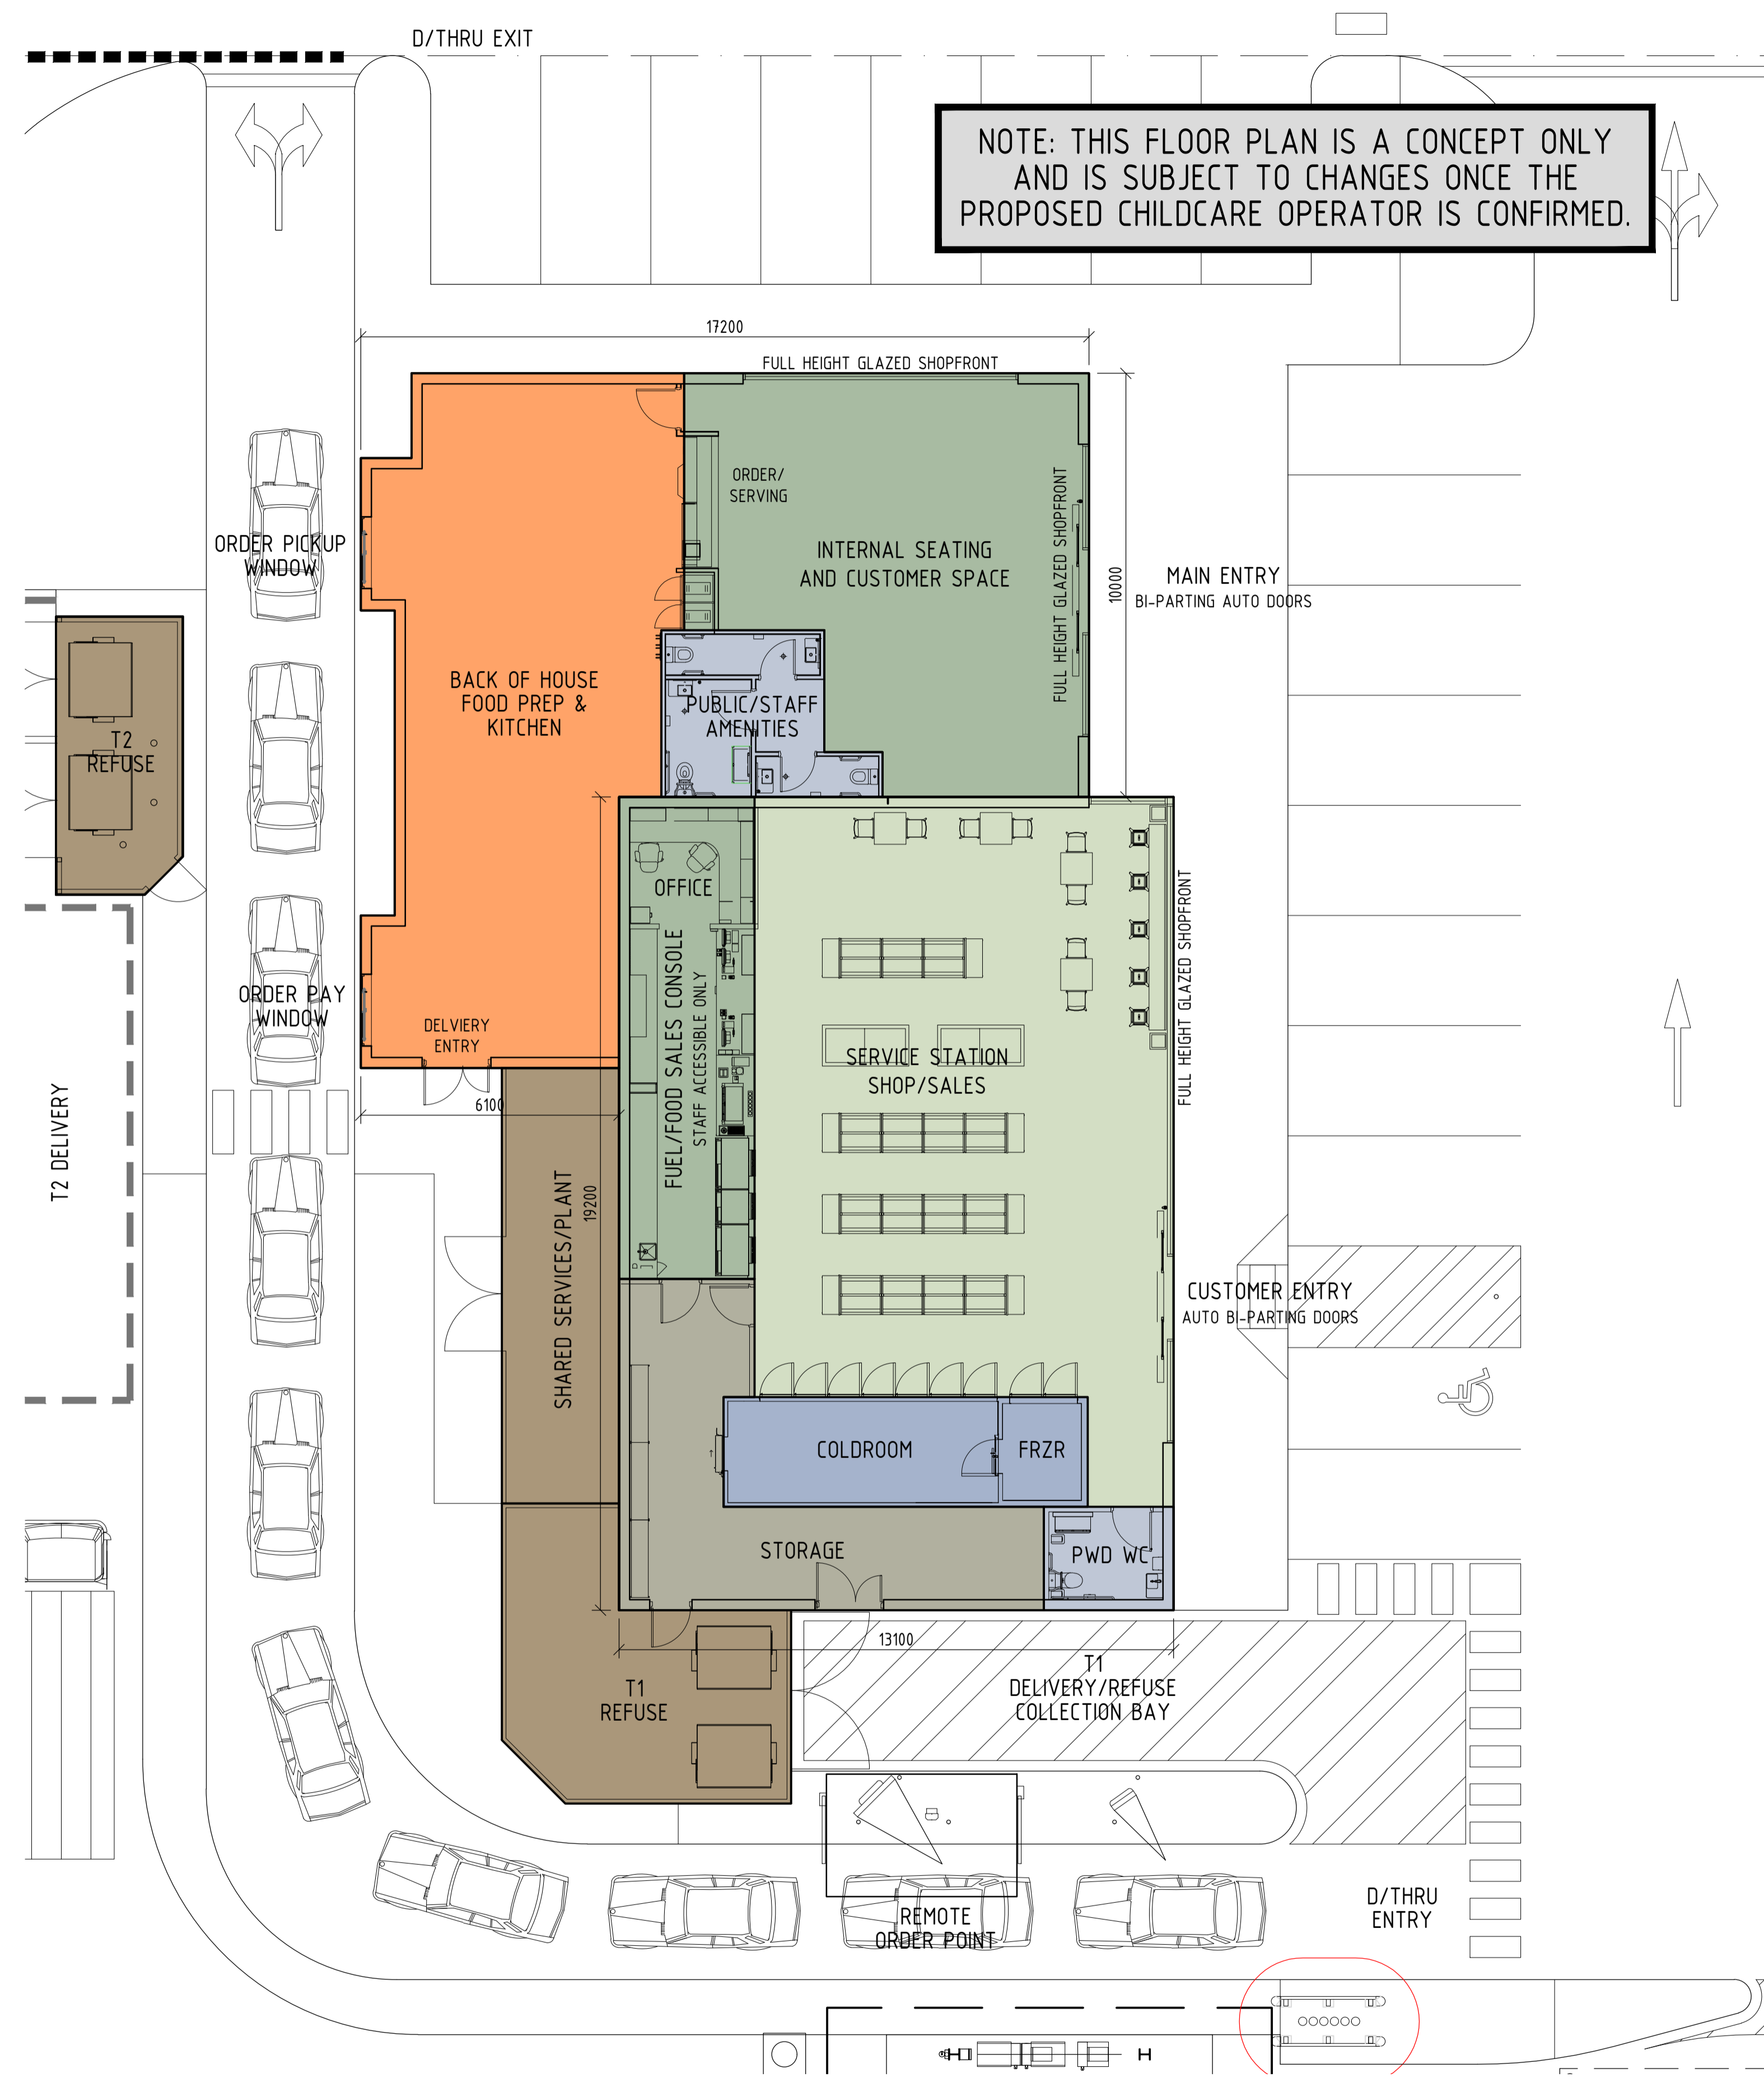 D/THRU EXIT
NOTE: THIS FLOOR PLAN IS A CONCEPT ONLY
AND IS SUBJECT TO CHANGES ONCE THE
PROPOSED CHILDCARE OPERATOR IS CONFIRMED.
17200
FULL HEIGHT GLAZED SHOPFRONT
ORDER/
SERVING
FULL HEIGHT GLAZED SHOPFRONT
10000
ORDER PICKUP
WINDOW
INTERNAL SEATING
AND CUSTOMER SPACE
MAIN ENTRY
BI-PARTING AUTO DOORS
BACK OF HOUSE
FOOD PREP &
KITCHEN
PUBLIC/STAFF
AMENITIES
T2
REFUSE
OFFICE
FUEL/FOOD SALES CONSOLE
STAFF ACCESSIBLE ONLY
FULL HEIGHT GLAZED SHOPFRONT
ORDER PAY
WINDOW
DELVIERY
ENTRY
SERVICE STATION
SHOP/SALES
6100
T2 DELIVERY
SHARED SERVICES/PLANT
19200
CUSTOMER ENTRY
AUTO BI-PARTING DOORS
COLDROOM
FRZR
STORAGE
PWD WC
13100
T1
REFUSE
T1
DELIVERY/REFUSE
COLLECTION BAY
REMOTE
ORDER POINT
D/THRU
ENTRY